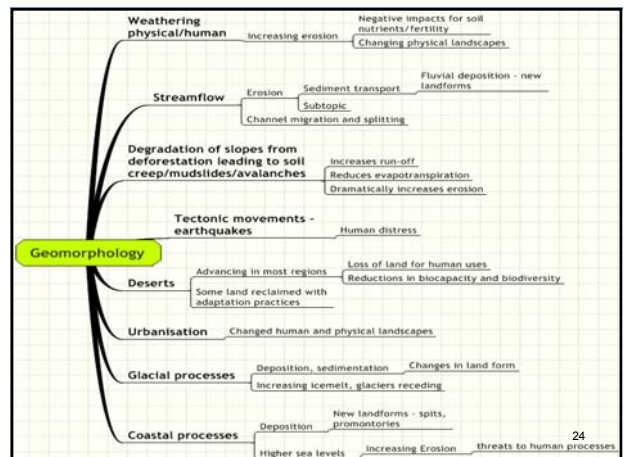 Weathering
physical/human
Increasing erosion
Negative impacts for soil
nutrients/fertility
Changing physical landscapes
Streamflow
Erosion
Sediment transport
Fluvial deposition - new
landforms
Subtopic
Channel migration and splitting
Degradation of slopes from
deforestation leading to soil
creep/mudslides/avalanches
Increases run-off
Reduces evapotranspiration
Dramatically increases erosion
Tectonic movements -
earthquakes
Human distress
Geomorphology
Deserts
Advancing in most regions
Loss of land for human uses
Reductions in biocapacity and biodiversity
Some land reclaimed with
adaptation practices
Urbanisation
Changed human and physical landscapes
Glacial processes
Deposition, sedimentation
Changes in land form
Increasing icemelt, glaciers receding
Coastal processes
Deposition
New landforms - spits,
promontories
Higher sea levels
Increasing Erosion
threats to human processes
24